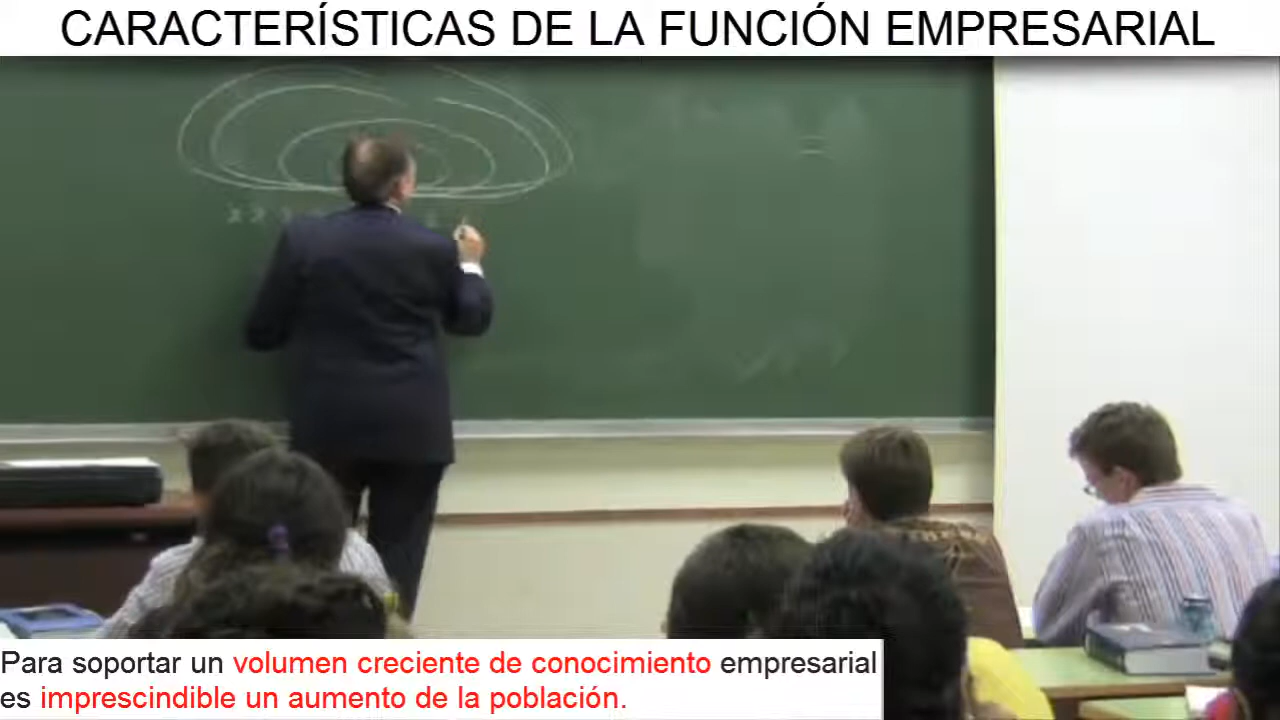 CARACTERÍSTICAS DE LA FUNCIÓN EMPRESARIAL
Para soportar un volumen creciente de conocimiento empresarial
es imprescindible un aumento de la población.